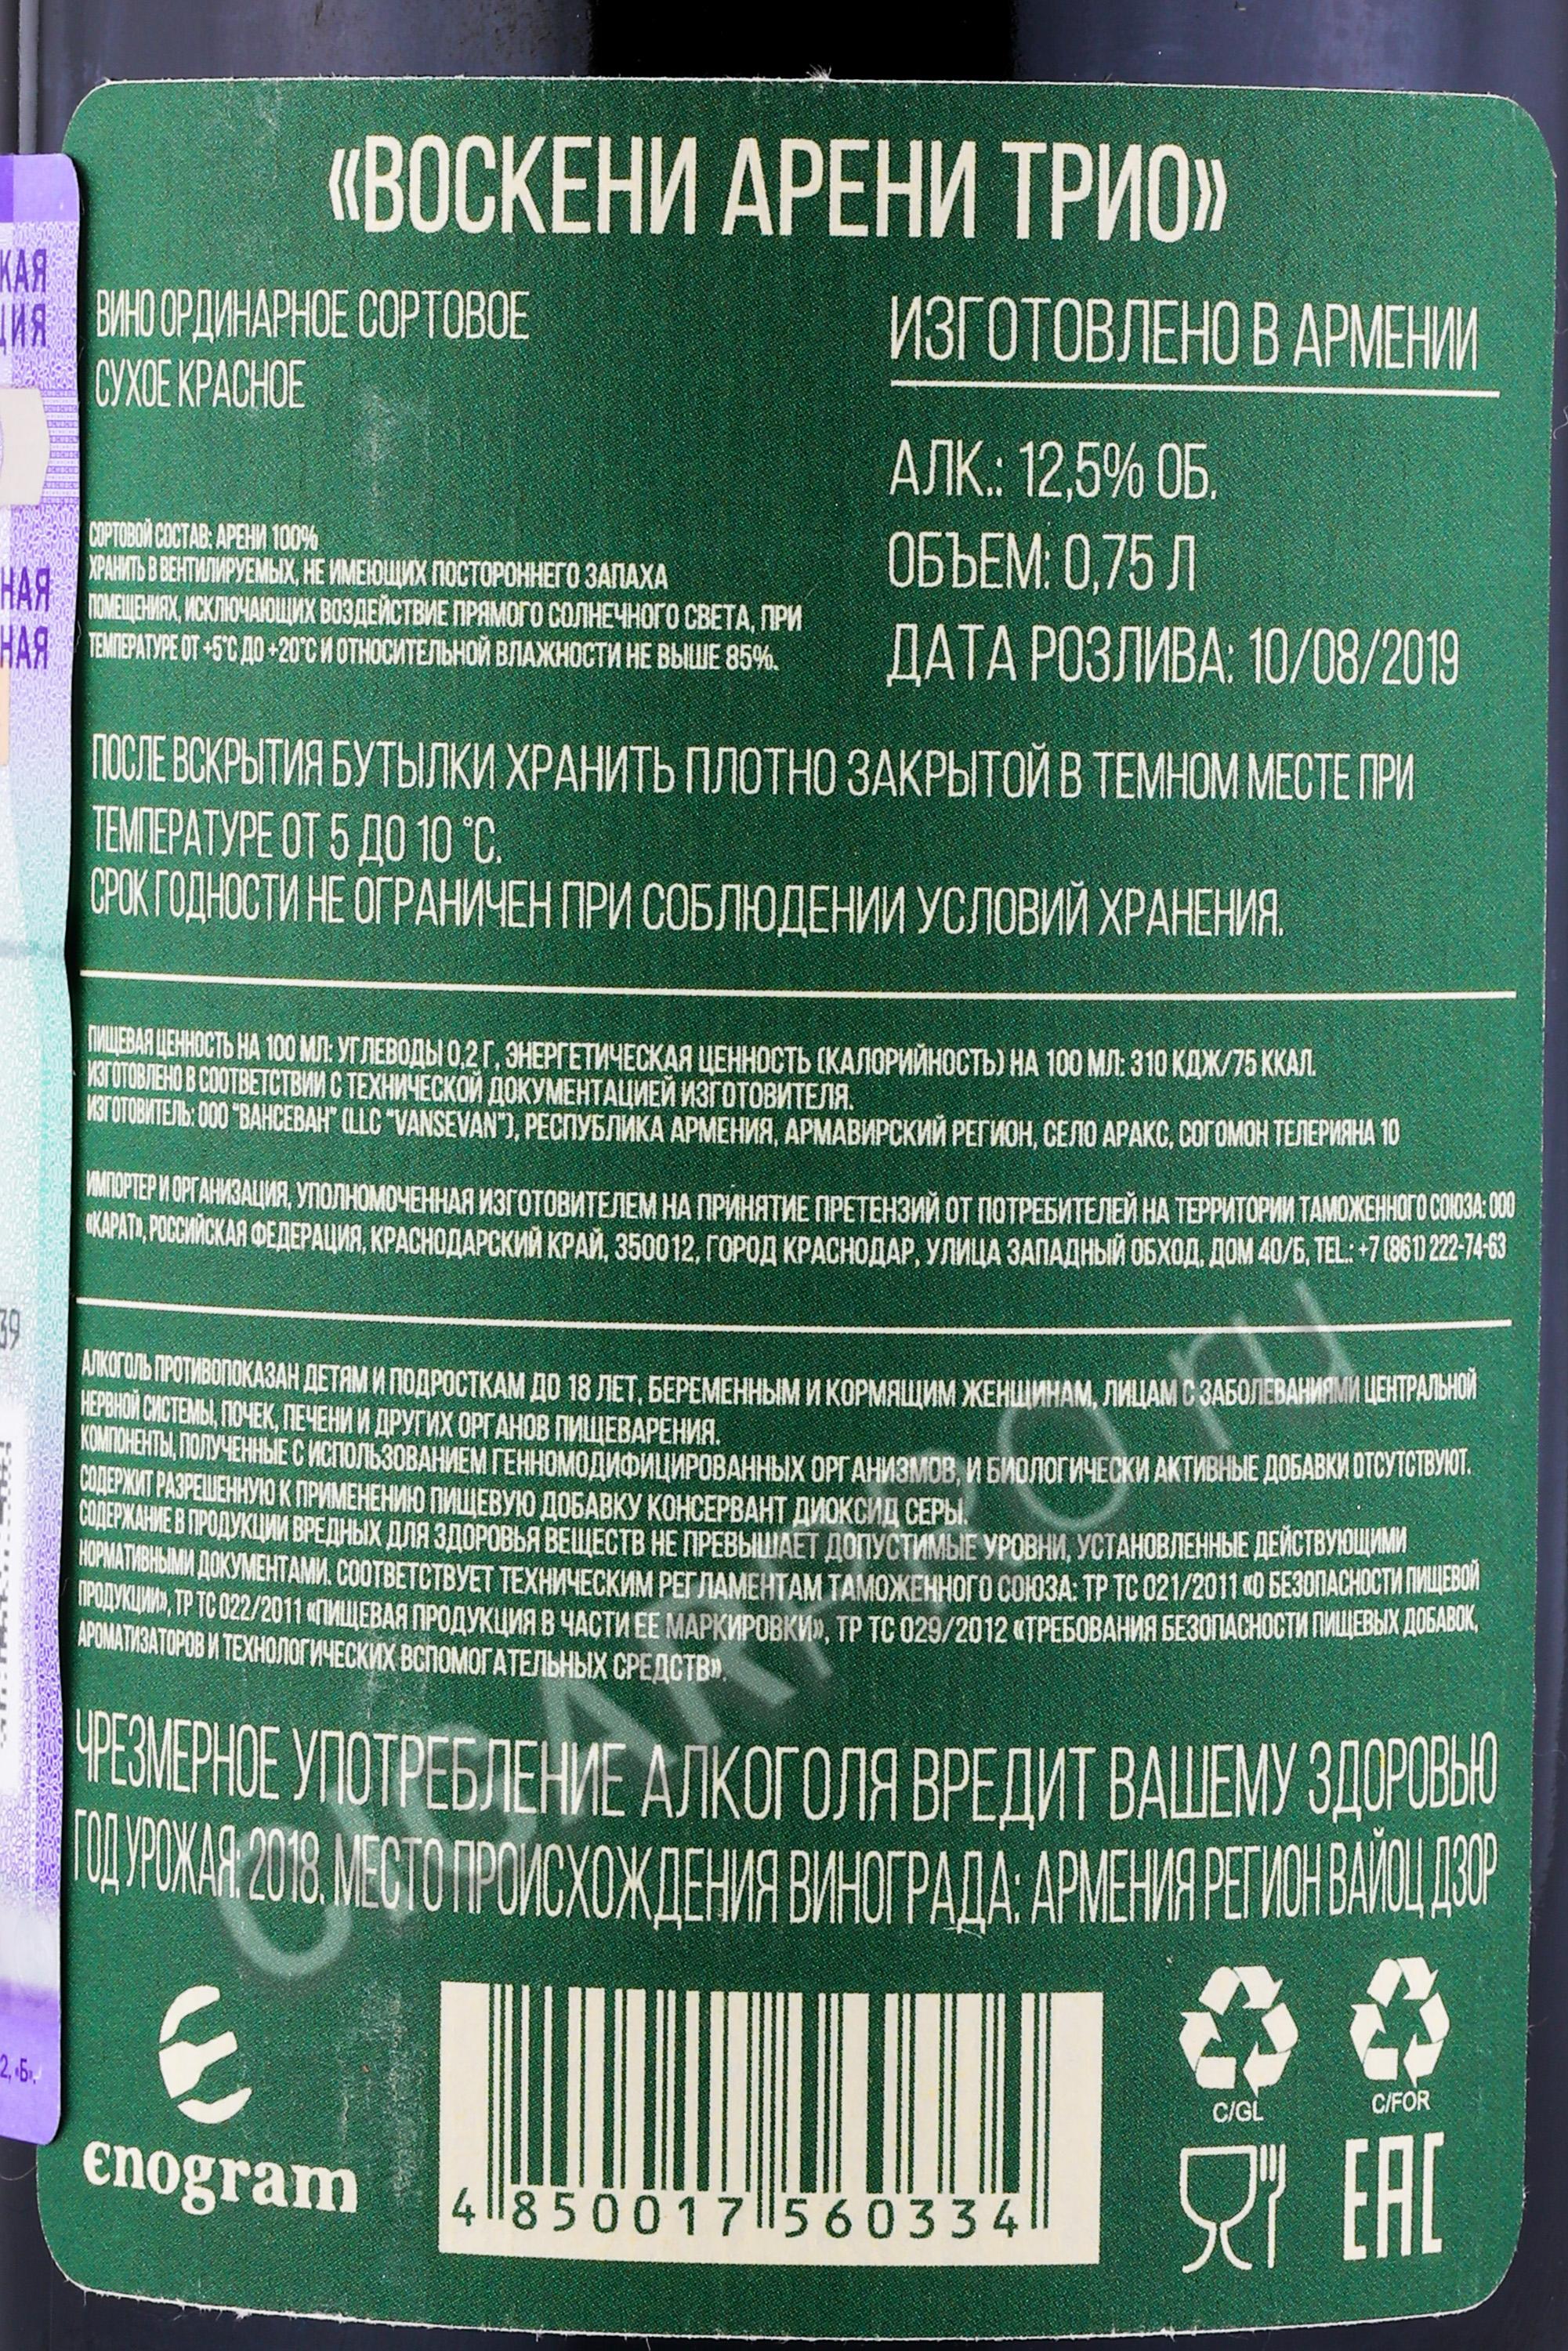 «ВОСКЕНИ АРЕНИ ТРИО»
ВИНО ОРДИНАРНОЕ СОРТОВОЕ
СУХОЕ КРАСНОЕ
ИЗГОТОВЛЕНО В АРМЕНИИ
АЛК.: 12,5% ОБ.
ОБЪЕМ: 0,75 Л
ДАТА РОЗЛИВА: 10/08/2019
СОРТОВОЙ СОСТАВ: АРЕНИ 100%
ХРАНИТЬ В ВЕНТИЛИРУЕМЫХ, НЕ ИМЕЮЩИХ ПОСТОРОННЕГО ЗАПАХА
ПОМЕЩЕНИЯХ, ИСКЛЮЧАЮЩИХ ВОЗДЕЙСТВИЕ ПРЯМОГО СОЛНЕЧНОГО СВЕТА, ПРИ
ТЕМПЕРАТУРЕ ОТ +5°С ДО +20°С И ОТНОСИТЕЛЬНОЙ ВЛАЖНОСТИ НЕ ВЫШЕ 85%.
ПОСЛЕ ВСКРЫТИЯ БУТЫЛКИ ХРАНИТЬ ПЛОТНО ЗАКРЫТОЙ В ТЕМНОМ МЕСТЕ ПРИ
ТЕМПЕРАТУРЕ ОТ 5 ДО 10 °С.
СРОК ГОДНОСТИ НЕ ОГРАНИЧЕН ПРИ СОБЛЮДЕНИИ УСЛОВИЙ ХРАНЕНИЯ.
ПИЩЕВАЯ ЦЕННОСТЬ НА 100 МЛ: УГЛЕВОДЫ 0,2 Г, ЭНЕРГЕТИЧЕСКАЯ ЦЕННОСТЬ (КАЛОРИЙНОСТЬ) НА 100 МЛ: 310 КДЖ/75 ККАЛ.
ИЗГОТОВЛЕНО В СООТВЕТСТВИИ С ТЕХНИЧЕСКОЙ ДОКУМЕНТАЦИЕЙ ИЗГОТОВИТЕЛЯ.
ИЗГОТОВИТЕЛЬ: ООО "ВАНСЕВАН" (LLC "VANSEVAN"), РЕСПУБЛИКА АРМЕНИЯ, АРМАВИРСКИЙ РЕГИОН, СЕЛО АРАКС, СОГОМОН ТЕЛЕРИЯНА 10
ИМПОРТЕР И ОРГАНИЗАЦИЯ, УПОЛНОМОЧЕННАЯ ИЗГОТОВИТЕЛЕМ НА ПРИНЯТИЕ ПРЕТЕНЗИЙ ОТ ПОТРЕБИТЕЛЕЙ НА ТЕРРИТОРИИ ТАМОЖЕННОГО СОЮЗА: ООО
«КАРАТ», РОССИЙСКАЯ ФЕДЕРАЦИЯ, КРАСНОДАРСКИЙ КРАЙ, 350012, ГОРОД КРАСНОДАР, УЛИЦА ЗАПАДНЫЙ ОБХОД, ДОМ 40/Б, TEL.: +7 (861) 222-74-63
АЛКОГОЛЬ ПРОТИВОПОКАЗАН ДЕТЯМ И ПОДРОСТКАМ ДО 18 ЛЕТ, БЕРЕМЕННЫМ И КОРМЯЩИМ ЖЕНЩИНАМ, ЛИЦАМ С ЗАБОЛЕВАНИЯМИ ЦЕНТРАЛЬНОЙ
НЕРВНОЙ СИСТЕМЫ, ПОЧЕК, ПЕЧЕНИ И ДРУГИХ ОРГАНОВ ПИЩЕВАРЕНИЯ.
КОМПОНЕНТЫ, ПОЛУЧЕННЫЕ С ИСПОЛЬЗОВАНИЕМ ГЕННОМОДИФИЦИРОВАННЫХ ОРГАНИЗМОВ, И БИОЛОГИЧЕСКИ АКТИВНЫЕ ДОБАВКИ ОТСУТСТВУЮТ.
СОДЕРЖИТ РАЗРЕШЕННУЮ К ПРИМЕНЕНИЮ ПИЩЕВУЮ ДОБАВКУ КОНСЕРВАНТ ДИОКСИД СЕРЫ.
СОДЕРЖАНИЕ В ПРОДУКЦИИ ВРЕДНЫХ ДЛЯ ЗДОРОВЬЯ ВЕЩЕСТВ НЕ ПРЕВЫШАЕТ ДОПУСТИМЫЕ УРОВНИ, УСТАНОВЛЕННЫЕ ДЕЙСТВУЮЩИМИ
НОРМАТИВНЫМИ ДОКУМЕНТАМИ. СООТВЕТСТВУЕТ ТЕХНИЧЕСКИМ РЕГЛАМЕНТАМ ТАМОЖЕННОГО СОЮЗА: ТР ТС 021/2011 «О БЕЗОПАСНОСТИ ПИЩЕВОЙ
ПРОДУКЦИИ», ТР ТС 022/2011 «ПИЩЕВАЯ ПРОДУКЦИЯ В ЧАСТИ ЕЕ МАРКИРОВКИ», ТР ТС 029/2012 «ТРЕБОВАНИЯ БЕЗОПАСНОСТИ ПИЩЕВЫХ ДОБАВОК,
АРОМАТИЗАТОРОВ И ТЕХНОЛОГИЧЕСКИХ ВСПОМОГАТЕЛЬНЫХ СРЕДСТВ».
ЧРЕЗМЕРНОЕ УПОТРЕБЛЕНИЕ АЛКОГОЛЯ ВРЕДИТ ВАШЕМУ ЗДОРОВЬЮ
ГОД УРОЖАЯ: 2018. МЕСТО ПРОИСХОЖДЕНИЯ ВИНОГРАДА: АРМЕНИЯ РЕГИОН ВАЙОЦ ДЗОР
CIGARPRO.ru
enogram
4 850017 560334
C/GL
C/FOR
EAC
КАЯ
ЦИЯ
НАЯ
НАЯ
39
2, «Б».